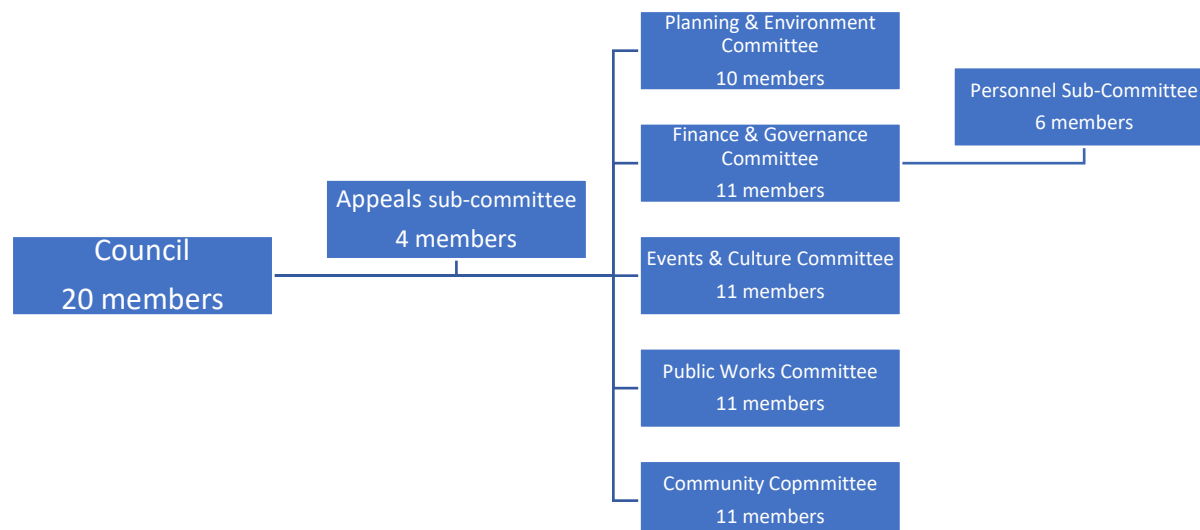 Council
20 members
Appeals sub-committee
4 members
Planning & Environment
Committee
10 members
Finance & Governance
Committee
11 members
Personnel Sub-Committee
6 members
Events & Culture Committee
11 members
Public Works Committee
11 members
Community Copmmittee
11 members